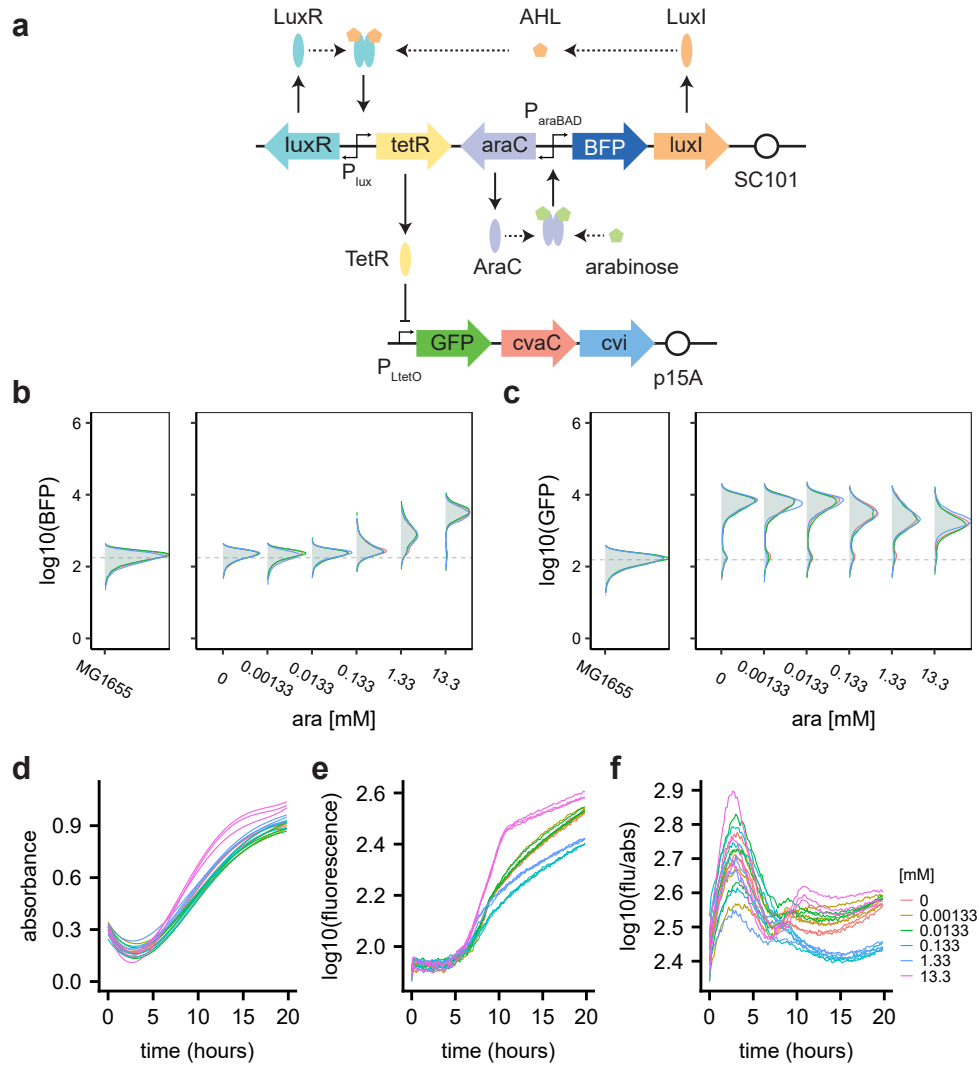 a
LuxR
AHL
LuxI
P araBAD
luxR
tetR
araC
BFP
luxI
P lux
SC101
TetR
AraC
arabinose
GFP
cvaC
cvi
P LtetO
p15A
b
log10(BFP)
6
4
2
0
MG1655
0
0.00133
0.0133
0.133
1.33
13.3
ara [mM]
c
log10(GFP)
6
4
2
0
MG1655
0
0.00133
0.0133
0.133
1.33
13.3
ara [mM]
d
absorbance
0.9
0.6
0.3
0.0
0 5 10 15 20
time (hours)
e
log10(fluorescence)
2.6
2.4
2.2
2.0
0 5 10 15 20
time (hours)
f
log10(flu/abs)
2.9
2.8
2.7
2.6
2.5
2.4
0 5 10 15 20
time (hours)
[mM]
0
0.00133
0.0133
0.133
1.33
13.3